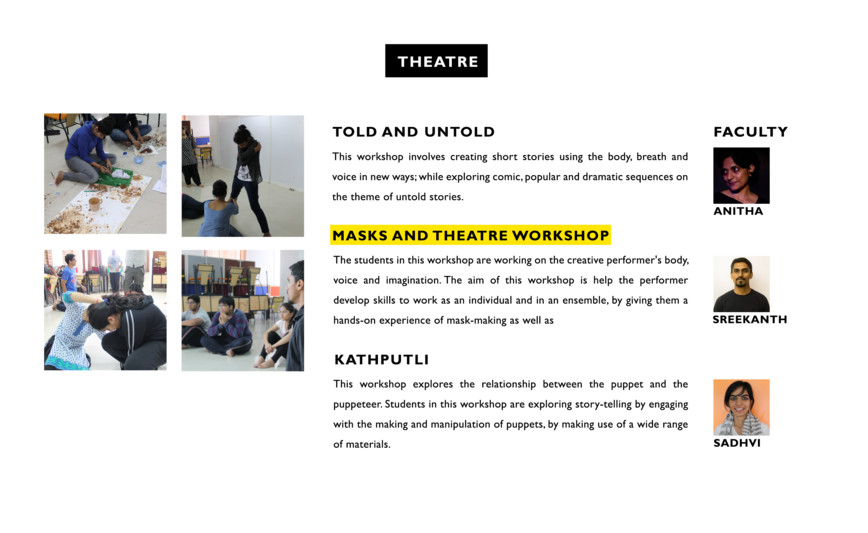 THEATRE
TOLD AND UNTOLD
This workshop involves creating short stories using the body, breath and
voice in new ways; while exploring comic, popular and dramatic sequences on
the theme of untold stories.
MASKS AND THEATRE WORKSHOP
The students in this workshop are working on the creative performer's body,
voice and imagination. The aim of this workshop is help the performer
develop skills to work as an individual and in an ensemble, by giving them a
hands-on experience of mask-making as well as
KATHPUTLI
This workshop explores the relationship between the puppet and the
puppeteer. Students in this workshop are exploring story-telling by engaging
with the making and manipulation of puppets, by making use of a wide range
of materials.
FACULTY
ANITHA
SREEKANTH
SADHVI